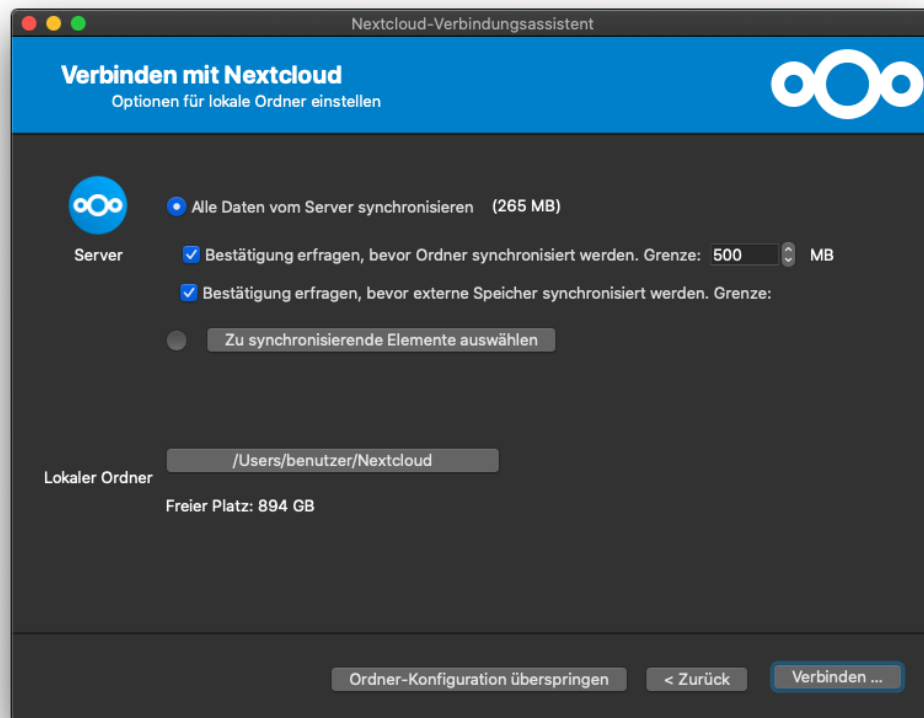 Nextcloud-Verbindungsassistent
Verbinden mit Nextcloud
Optionen für lokale Ordner einstellen
Server
Alle Daten vom Server synchronisieren (265 MB)
Bestätigung erfragen, bevor Ordner synchronisiert werden. Grenze: 500 MB
Bestätigung erfragen, bevor externe Speicher synchronisiert werden. Grenze:
Zu synchronisierende Elemente auswählen
Lokaler Ordner
/Users/benutzer/Nextcloud
Freier Platz: 894 GB
Ordner-Konfiguration überspringen
< Zurück
Verbinden ...